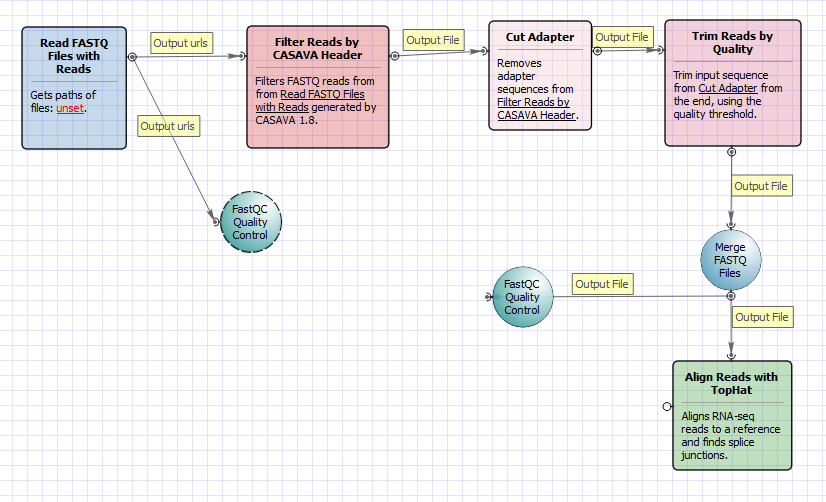 Read FASTQ
Files with
Reads
Gets paths of
files: unset.
Output urls
Output urls
Filter Reads by
CASAVA Header
Filters FASTQ reads from
from Read FASTQ Files
with Reads generated by
CASAVA 1.8.
Output File
Cut Adapter
Removes
adapter
sequences from
Filter Reads by
CASAVA Header.
Output File
Trim Reads by
Quality
Trim input sequence
from Cut Adapter from
the end, using the
quality threshold.
Output File
FastQC
Quality
Control
Merge
FASTQ
Files
FastQC
Quality
Control
Output File
Output File
Align Reads with
TopHat
Aligns RNA-seq
reads to a reference
and finds splice
junctions.